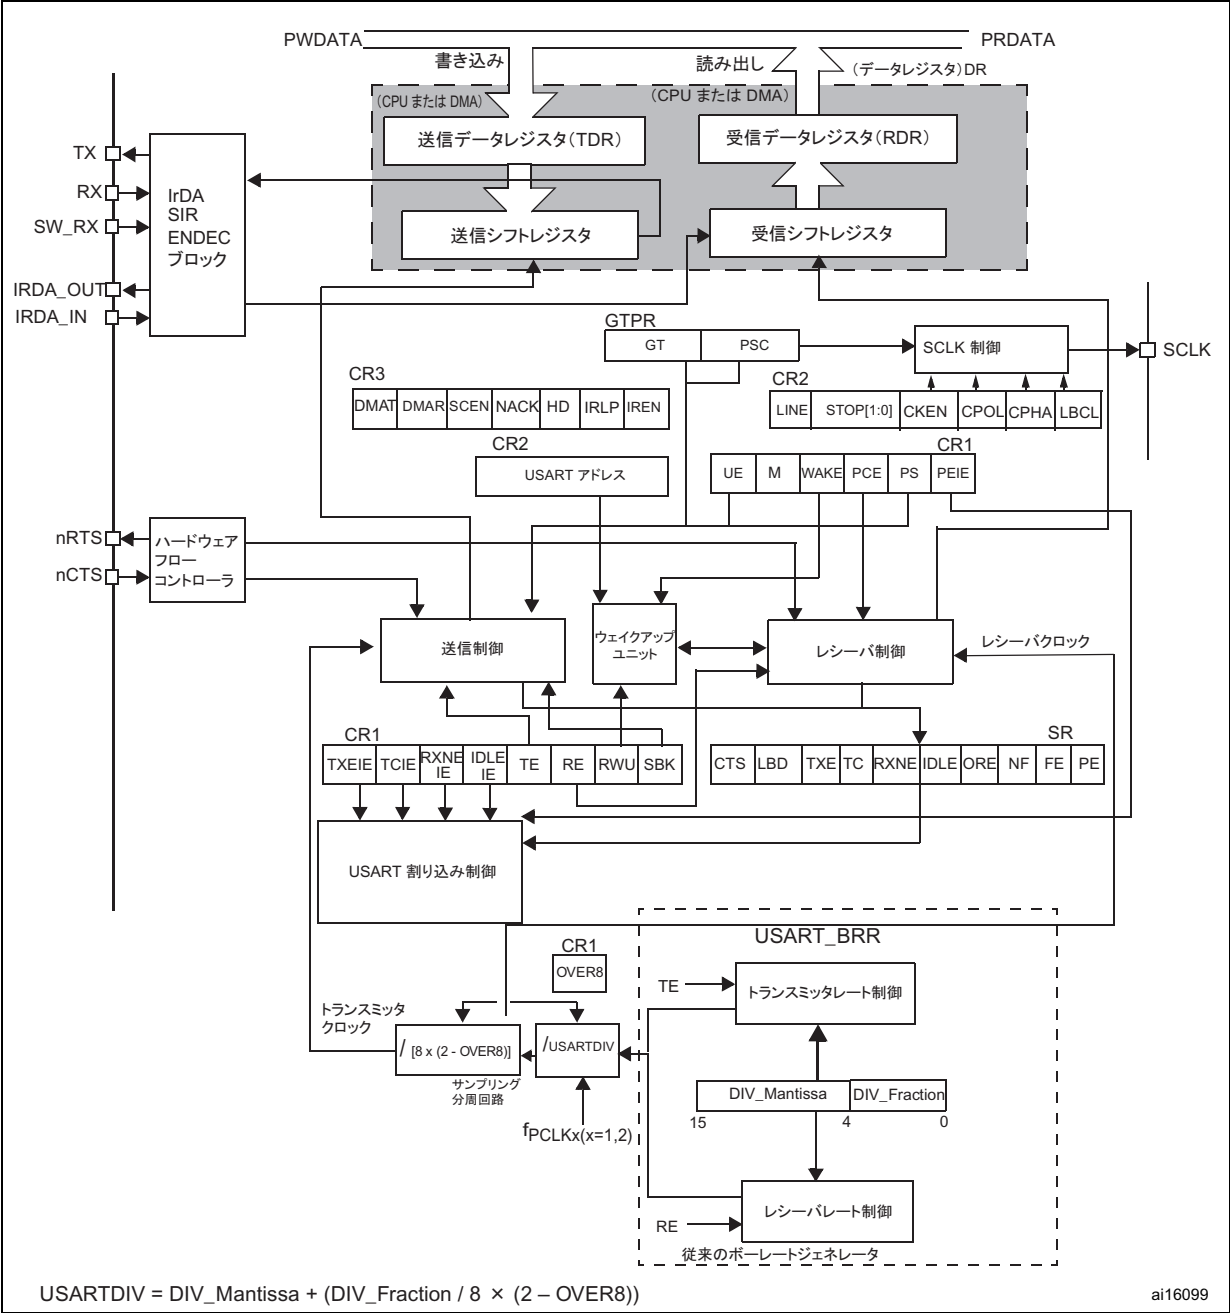 PWDATA
PRDATA
書き込み
読み出し
(データレジスタ)DR
(CPU または DMA)
(CPU または DMA)
送信データレジスタ(TDR)
受信データレジスタ(RDR)
TX
RX
SW_RX
IRDA_OUT
IRDA_IN
IrDA
SIR
ENDEC
ブロック
送信シフトレジスタ
受信シフトレジスタ
GTPR
GT
PSC
SCLK 制御
SCLK
CR3
DMAT
DMAR
SCEN
NACK
HD
IRLP
IREN
CR2
LINE
STOP[1:0]
CKEN
CPOL
CPHA
LBCL
CR2
USART アドレス
CR1
UE
M
WAKE
PCE
PS
PEIE
nRTS
nCTS
ハードウェア
フロー
コントローラ
送信制御
ウェイクアップ
ユニット
レシーバ制御
レシーバクロック
CR1
TXEIE
TCIE
RXNE
IE
IDLE
IE
TE
RE
RWU
SBK
SR
CTS
LBD
TXE
TC
RXNE
IDLE
ORE
NF
FE
PE
USART 割り込み制御
USART_BRR
CR1
OVER8
TE
トランスミッタレート制御
トランスミッタ
クロック
/ [8 x (2 - OVER8)]
/USARTDIV
サンプリング
分周回路
fPCLKx(x=1,2)
DIV_Mantissa
DIV_Fraction
15
4
0
RE
レシーバレート制御
従来のボーレートジェネレータ
USARTDIV = DIV_Mantissa + (DIV_Fraction / 8 × (2 – OVER8))
ai16099